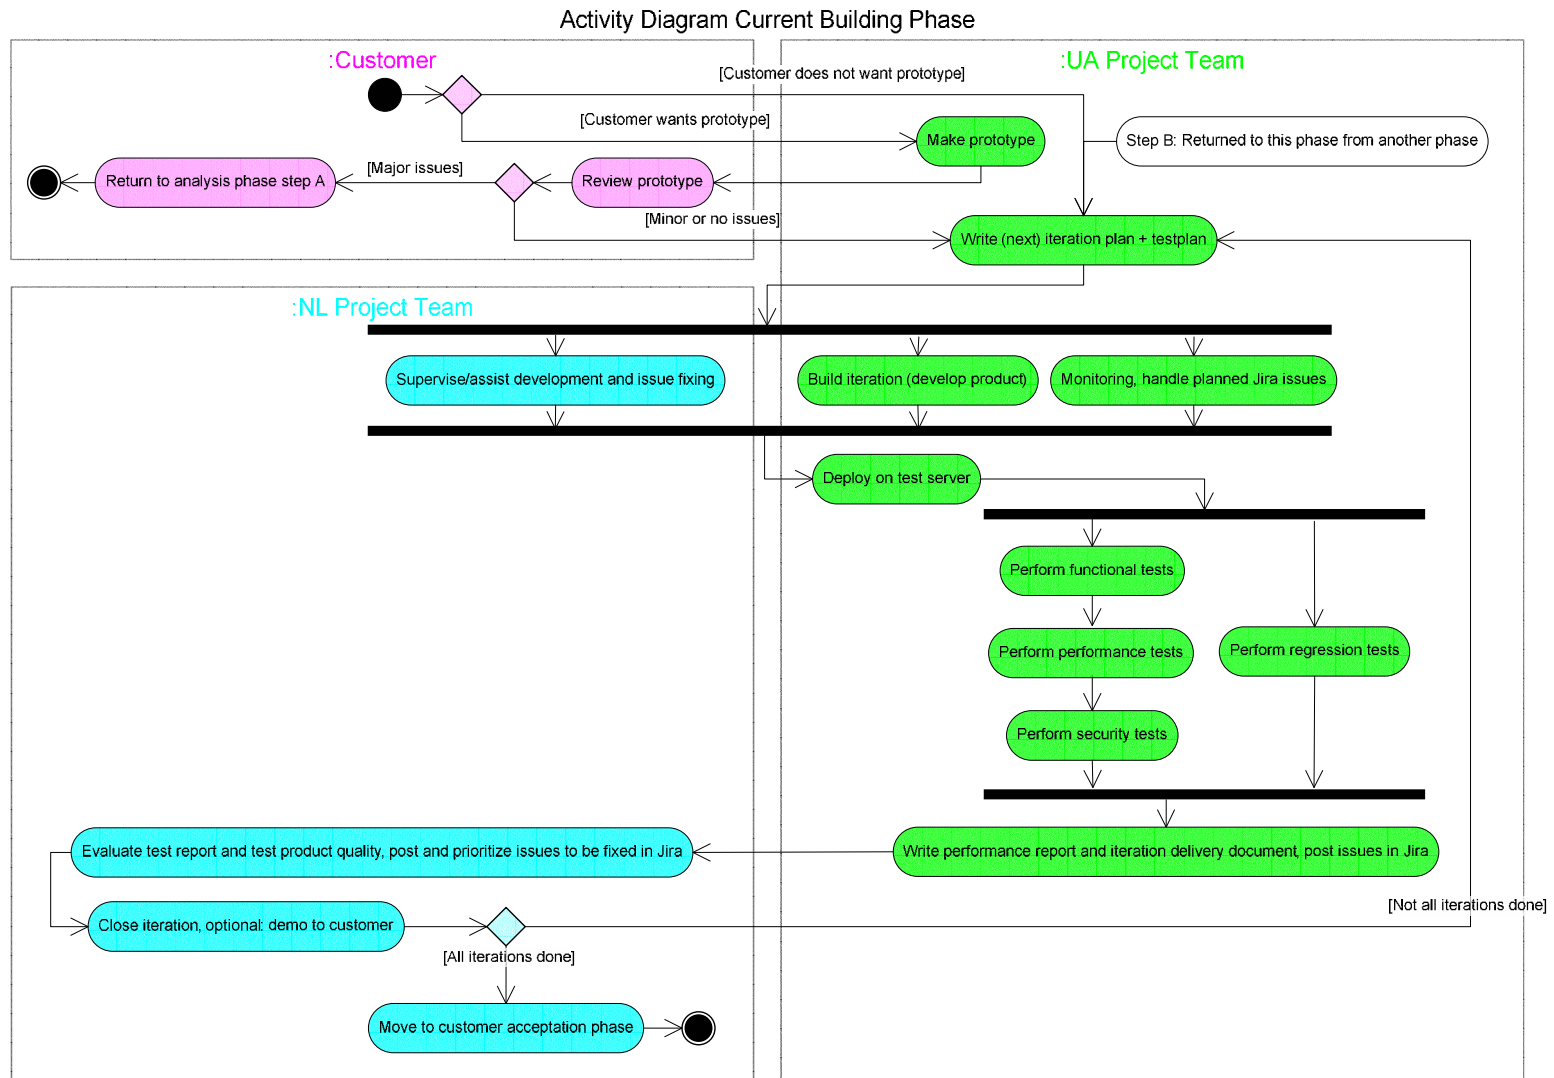 Activity Diagram Current Building Phase
:Customer
:UA Project Team
[Customer does not want prototype]
[Customer wants prototype]
Make prototype
Step B: Returned to this phase from another phase
Return to analysis phase step A
[Major issues]
Review prototype
[Minor or no issues]
Write (next) iteration plan + testplan
:NL Project Team
Supervise/assist development and issue fixing
Build iteration (develop product)
Monitoring, handle planned Jira issues
Deploy on test server
Perform functional tests
Perform performance tests
Perform regression tests
Perform security tests
Evaluate test report and test product quality, post and prioritize issues to be fixed in Jira
Write performance report and iteration delivery document, post issues in Jira
[Not all iterations done]
Close iteration, optional: demo to customer
[All iterations done]
Move to customer acceptation phase